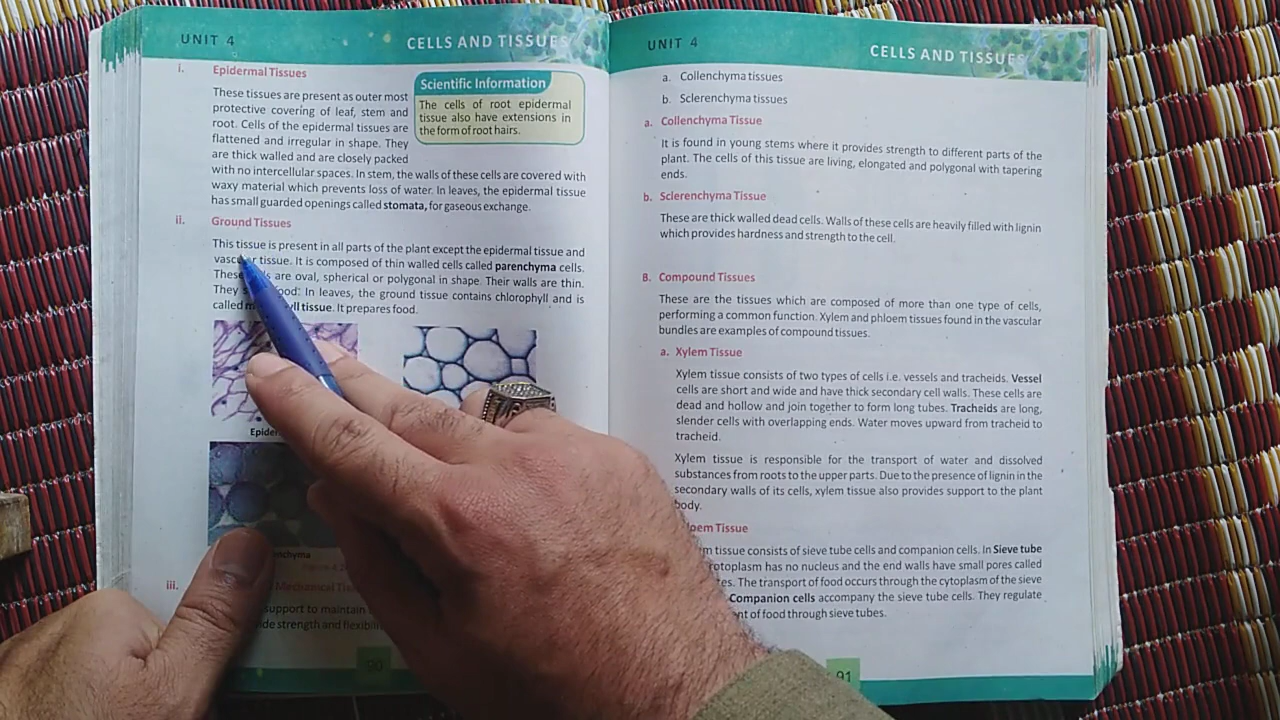 UNIT 4
CELLS AND TISSUES
i. Epidermal Tissues
These tissues are present as outer most
protective covering of leaf, stem and
root. Cells of the epidermal tissues are
flattened and irregular in shape. They
are thick walled and are closely packed
with no intercellular spaces. In stem, the walls of these cells are covered with
waxy material which prevents loss of water. In leaves, the epidermal tissue
has small guarded openings called stomata, for gaseous exchange.
Scientific Information
The cells of root epidermal
tissue also have extensions in
the form of root hairs.
ii. Ground Tissues
This tissue is present in all parts of the plant except the epidermal tissue and
tissue. It is composed of thin walled cells called parenchyma cells.
are oval, spherical or polygonal in shape. Their walls are thin.
They In leaves, the ground tissue contains chlorophyll and is
called tissue. It prepares food.
iii. Mechanical
support to maintain
strength and
90
UNIT 4
CELLS AND TISSUES
a. Collenchyma tissues
b. Sclerenchyma tissues
a. Collenchyma Tissue
It is found in young stems where it provides strength to different parts of the
plant. The cells of this tissue are living, elongated and polygonal with tapering
ends.
b. Sclerenchyma Tissue
These are thick walled dead cells. Walls of these cells are heavily filled with lignin
which provides hardness and strength to the cell.
B. Compound Tissues
These are the tissues which are composed of more than one type of cells,
performing a common function. Xylem and phloem tissues found in the vascular
bundles are examples of compound tissues.
a. Xylem Tissue
Xylem tissue consists of two types of cells i.e. vessels and tracheids. Vessel
cells are short and wide and have thick secondary cell walls. These cells are
dead and hollow and join together to form long tubes. Tracheids are long,
slender cells with overlapping ends. Water moves upward from tracheid to
tracheid.
Xylem tissue is responsible for the transport of water and dissolved
substances from roots to the upper parts. Due to the presence of lignin in the
secondary walls of its cells, xylem tissue also provides support to the plant
body.
Tissue
tissue consists of sieve tube cells and companion cells. In Sieve tube
has no nucleus and the end walls have small pores called
The transport of food occurs through the cytoplasm of the sieve
Companion cells accompany the sieve tube cells. They regulate
of food through sieve tubes.
91